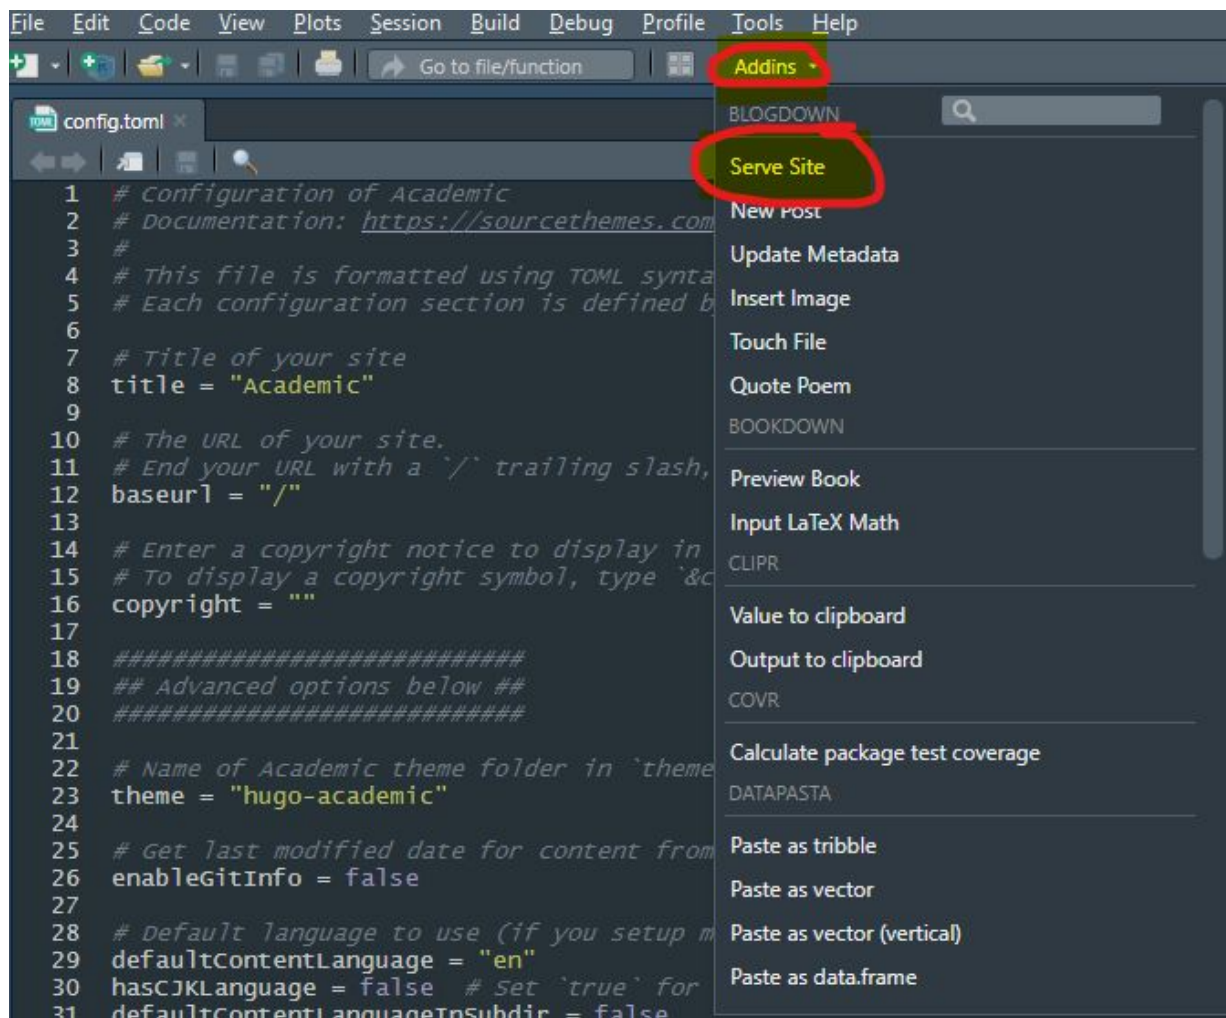 File Edit Code View Plots Session Build Debug Profile Tools Help
Go to file/function Addins
config.toml
1 # Configuration of Academic
2 # Documentation: https://sourcethemes.com
3 #
4 # This file is formatted using TOML synta
5 # Each configuration section is defined b
6
7 # Title of your site
8 title = "Academic"
9
10 # The URL of your site.
11 # End your URL with a `/` trailing slash,
12 baseurl = "/"
13
14 # Enter a copyright notice to display in
15 # To display a copyright symbol, type `&c
16 copyright = ""
17
18 ############################
19 ## Advanced options below ##
20 ############################
21
22 # Name of Academic theme folder in `theme
23 theme = "hugo-academic"
24
25 # Get last modified date for content from
26 enableGitInfo = false
27
28 # Default language to use (if you setup m
29 defaultContentLanguage = "en"
30 hasCJKLanguage = false # Set `true` for
31 defaultContentLanguageInSubdir = false
BLOGDOWN
Serve Site
New Post
Update Metadata
Insert Image
Touch File
Quote Poem
BOOKDOWN
Preview Book
Input LaTeX Math
CLIPR
Value to clipboard
Output to clipboard
COVR
Calculate package test coverage
DATAPASTA
Paste as tribble
Paste as vector
Paste as vector (vertical)
Paste as data.frame